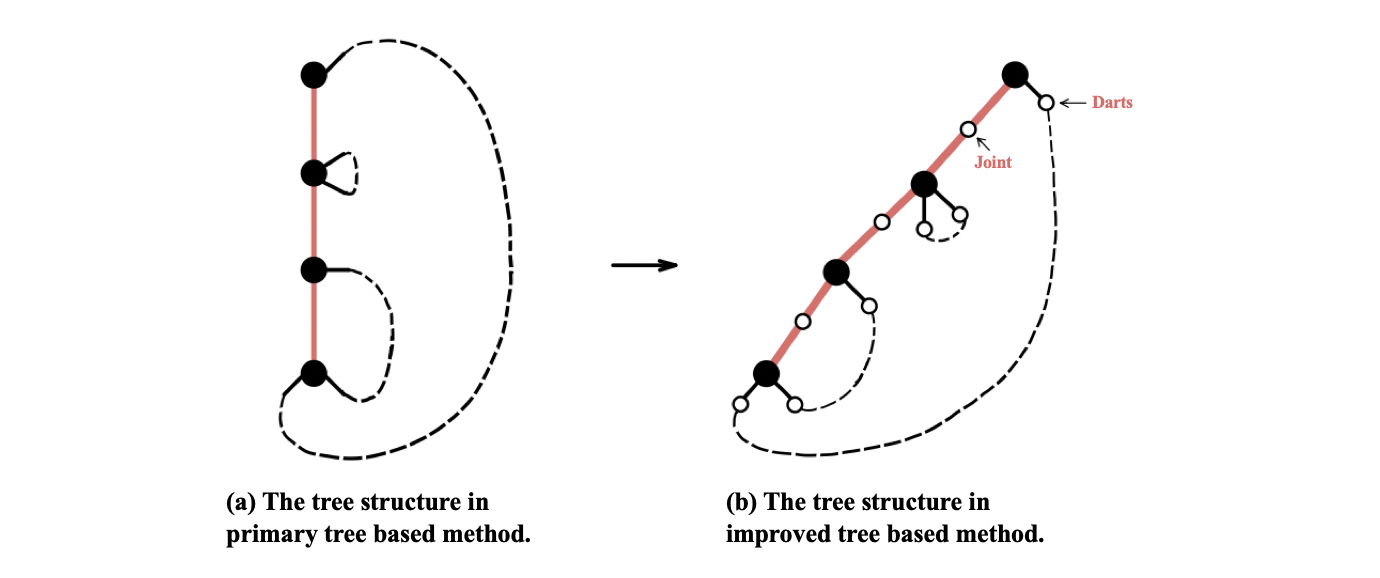 Darts
Joint
(a) The tree structure in
primary tree based method.
(b) The tree structure in
improved tree based method.